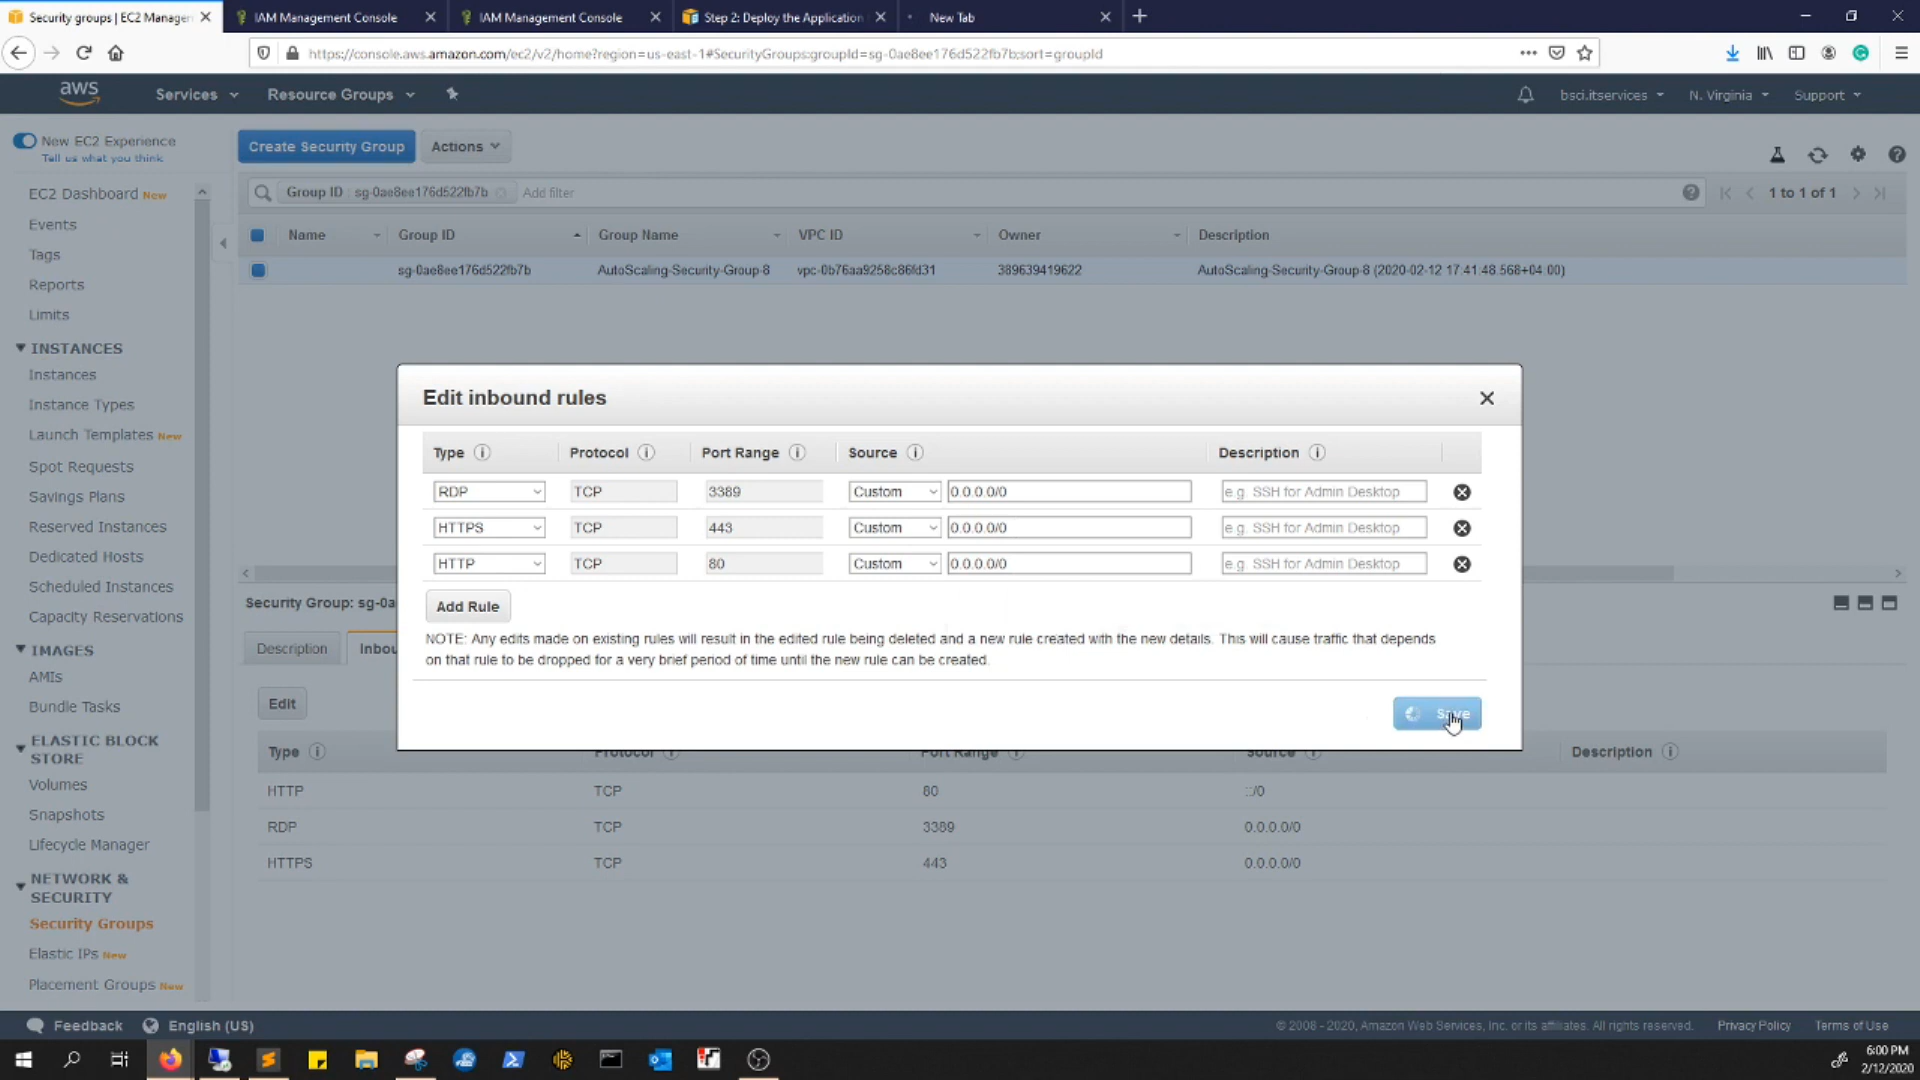 Security groups | EC2 Manager
IAM Management Console
IAM Management Console
Step 2: Deploy the Application
New Tab
https://console.aws.amazon.com/ec2/v2/home?region=us-east-1#SecurityGroups:groupId=sg-0ae8ee176d522fb7b;sort=groupId
aws
Services
Resource Groups
bsci.itservices
N. Virginia
Support
New EC2 Experience
Tell us what you think
Create Security Group
Actions
Group ID : sg-0ae8ee176d522fb7b
Add filter
1 to 1 of 1
Name
Group ID
Group Name
VPC ID
Owner
Description
sg-0ae8ee176d522fb7b
AutoScaling-Security-Group-8
vpc-0b76aa9258c86fd31
389639419622
AutoScaling-Security-Group-8 (2020-02-12 17:41:48.568+04:00)
EC2 Dashboard New
Events
Tags
Reports
Limits
INSTANCES
Instances
Instance Types
Launch Templates New
Spot Requests
Savings Plans
Reserved Instances
Dedicated Hosts
Scheduled Instances
Capacity Reservations
IMAGES
AMIs
Bundle Tasks
ELASTIC BLOCK
STORE
Volumes
Snapshots
Lifecycle Manager
NETWORK &
SECURITY
Security Groups
Elastic IPs New
Placement Groups New
Edit inbound rules
Type
Protocol
Port Range
Source
Description
RDP
TCP
3389
Custom
0.0.0.0/0
e.g. SSH for Admin Desktop
HTTPS
TCP
443
Custom
0.0.0.0/0
e.g. SSH for Admin Desktop
HTTP
TCP
80
Custom
0.0.0.0/0
e.g. SSH for Admin Desktop
Add Rule
NOTE: Any edits made on existing rules will result in the edited rule being deleted and a new rule created with the new details. This will cause traffic that depends
on that rule to be dropped for a very brief period of time until the new rule can be created.
Save
Security Group: sg-0a
Description
Inbou
Edit
Type
Protocol
Port Range
Source
Description
HTTP
TCP
80
::/0
RDP
TCP
3389
0.0.0.0/0
HTTPS
TCP
443
0.0.0.0/0
Feedback
English (US)
© 2008 - 2020, Amazon Web Services, Inc. or its affiliates. All rights reserved.
Privacy Policy
Terms of Use
6:00 PM
2/12/2020